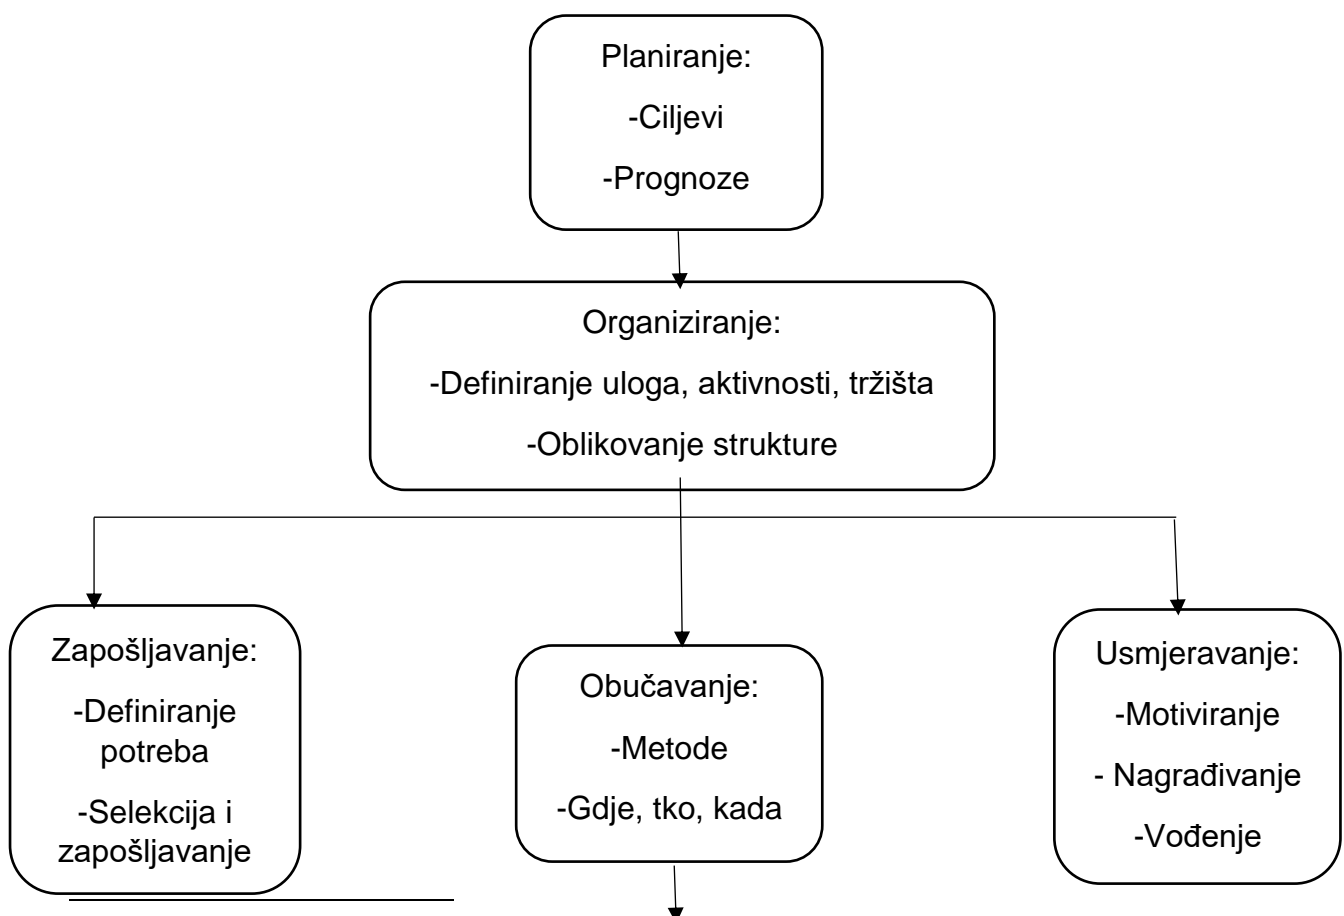 Planiranje:
-Ciljevi
-Prognoze
Organiziranje:
-Definiranje uloga, aktivnosti, tržišta
-Oblikovanje strukture
Zapošljavanje:
-Definiranje
potreba
-Selekcija i
zapošljavanje
Obučavanje:
-Metode
-Gdje, tko, kada
Usmjeravanje:
-Motiviranje
- Nagrađivanje
-Vođenje